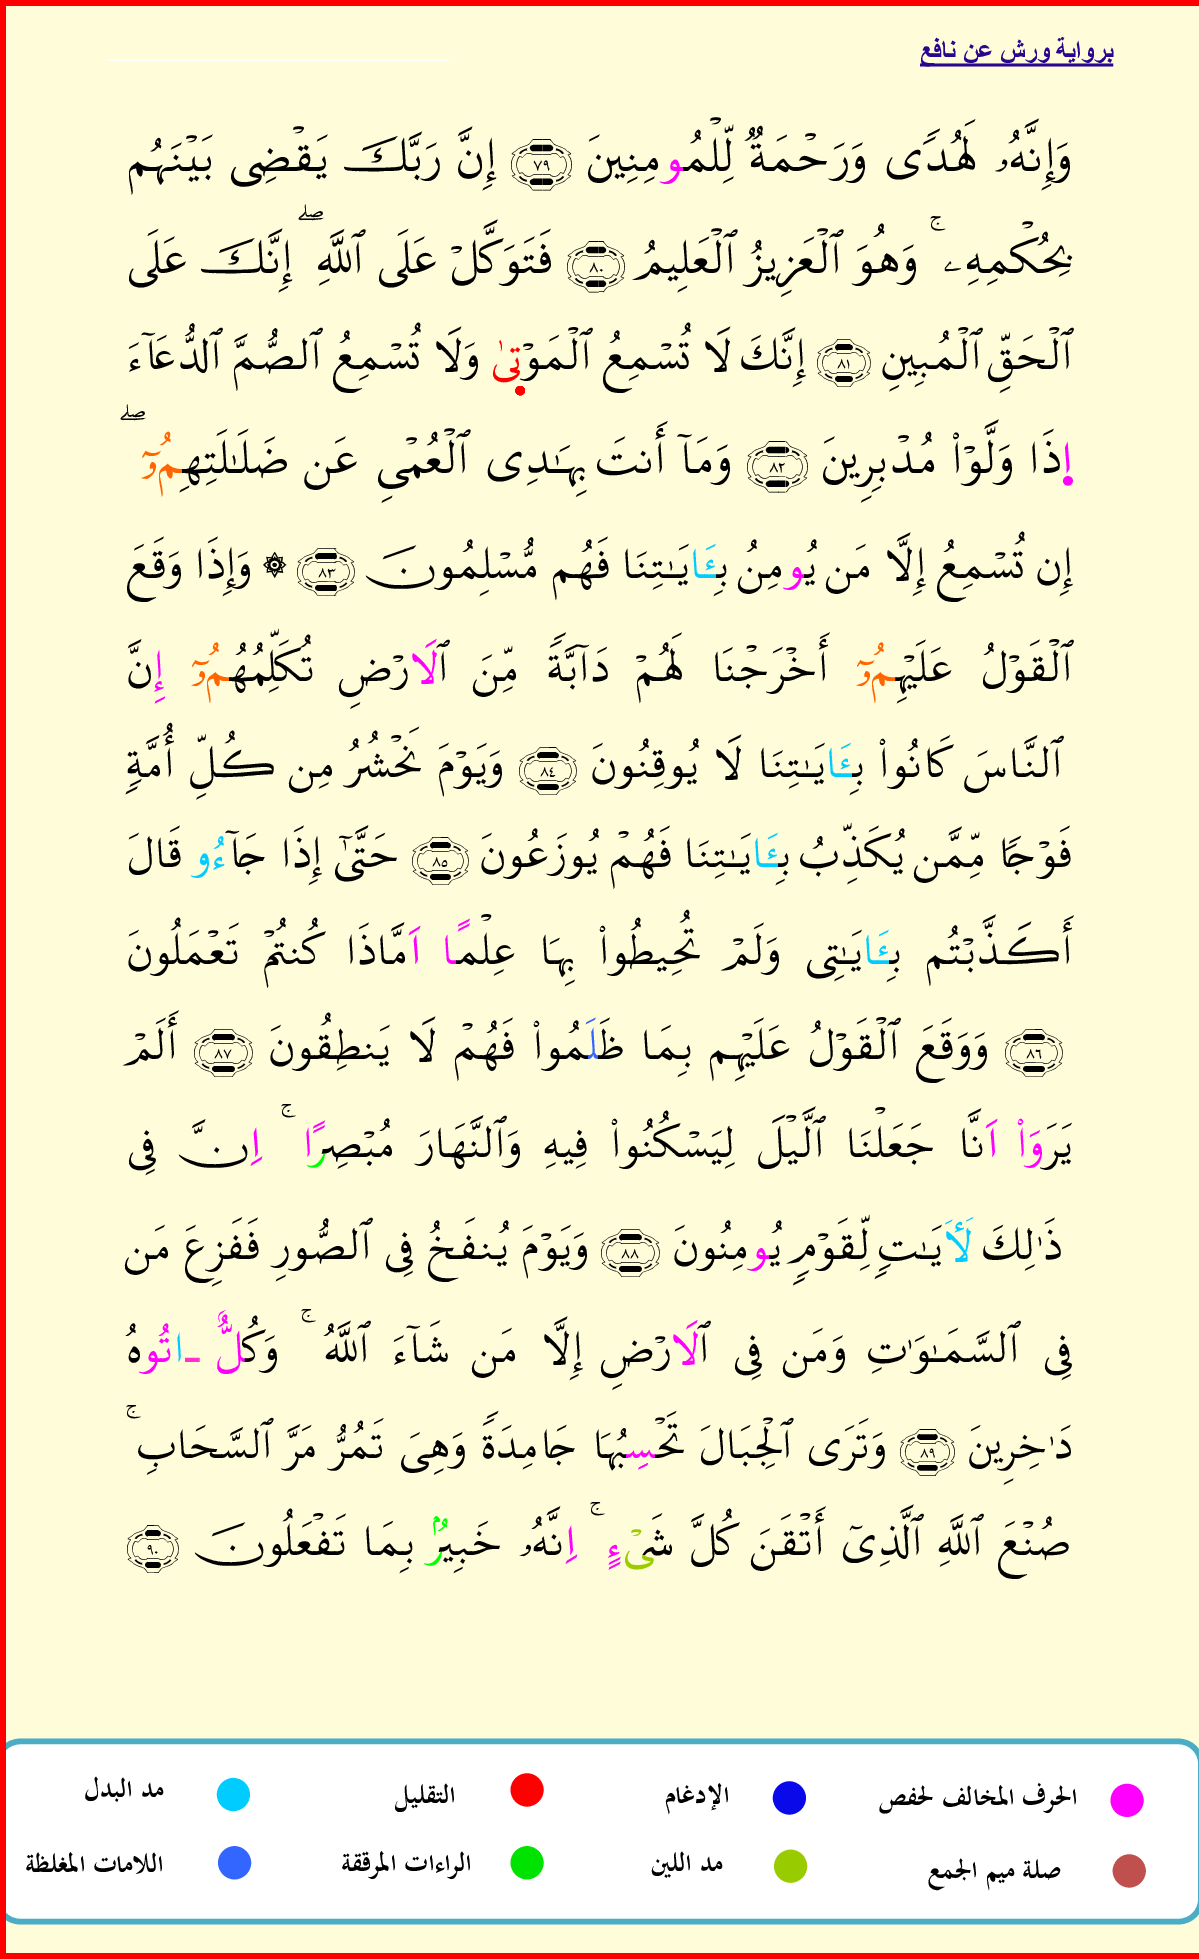 برواية ورش عن نافع
وَإِنَّهُۥ لَهُدٗى وَرَحْمَةٞ لِّلْمُومِنِينَ ٧٩ إِنَّ رَبَّكَ يَقْضِى بَيْنَهُم
بِحُكْمِهِۦۚ وَهُوَ ٱلْعَزِيزُ ٱلْعَلِيمُ ٨٠ فَتَوَكَّلْ عَلَى ٱللَّهِۖ إِنَّكَ عَلَى
ٱلْحَقِّ ٱلْمُبِينِ ٨١ إِنَّكَ لَا تُسْمِعُ ٱلْمَوْتىٰ وَلَا تُسْمِعُ ٱلصُّمَّ ٱلدُّعَآءَ
اِذَا وَلَّوْاْ مُدْبِرِينَ ٨٢ وَمَآ أَنتَ بِهَٰدِى ٱلْعُمْيِ عَن ضَلَٰلَتِهِمُۥٓۖ
إِن تُسْمِعُ إِلَّا مَن يُومِنُ بِـَٔايَٰتِنَا فَهُم مُّسْلِمُونَ ٨٣ ۞ وَإِذَا وَقَعَ
ٱلْقَوْلُ عَلَيْهِمُۥٓ أَخْرَجْنَا لَهُمْ دَآبَّةٗ مِّنَ ٱلَارْضِ تُكَلِّمُهُمُۥٓ إِنَّ
ٱلنَّاسَ كَانُواْ بِـَٔايَٰتِنَا لَا يُوقِنُونَ ٨٤ وَيَوْمَ نَحْشُرُ مِن كُلِّ أُمَّةٖ
فَوْجٗا مِّمَّن يُكَذِّبُ بِـَٔايَٰتِنَا فَهُمْ يُوزَعُونَ ٨٥ حَتَّىٰٓ إِذَا جَآءُو قَالَ
أَكَذَّبْتُم بِـَٔايَٰتِى وَلَمْ تُحِيطُواْ بِهَا عِلْماً اَمَّاذَا كُنتُمْ تَعْمَلُونَ
٨٦ وَوَقَعَ ٱلْقَوْلُ عَلَيْهِم بِمَا ظَلَمُواْ فَهُمْ لَا يَنطِقُونَ ٨٧ أَلَمْ
يَرَوَاْ اَنَّا جَعَلْنَا ٱلَّيْلَ لِيَسْكُنُواْ فِيهِ وَٱلنَّهَارَ مُبْصِراًۚ اِنَّ فِى
ذَٰلِكَ لَأٓيَٰتٖ لِّقَوْمٖ يُومِنُونَ ٨٨ وَيَوْمَ يُنفَخُ فِى ٱلصُّورِ فَفَزِعَ مَن
فِى ٱلسَّمَٰوَٰتِ وَمَن فِى ٱلَارْضِ إِلَّا مَن شَآءَ ٱللَّهُۚ وَكُلٌّ ـاتُوهُ
دَٰخِرِينَ ٨٩ وَتَرَى ٱلْجِبَالَ تَحْسِبُهَا جَامِدَةٗ وَهِىَ تَمُرُّ مَرَّ ٱلسَّحَابِۚ
صُنْعَ ٱللَّهِ ٱلَّذِىٓ أَتْقَنَ كُلَّ شَىْءٍۚ اِنَّهُۥ خَبِيرُۢ بِمَا تَفْعَلُونَ ٩٠
الحرف المخالف لحفص الإدغام التقليل مد البدل
صلة ميم الجمع مد اللين الراءات المرققة اللامات المغلظة